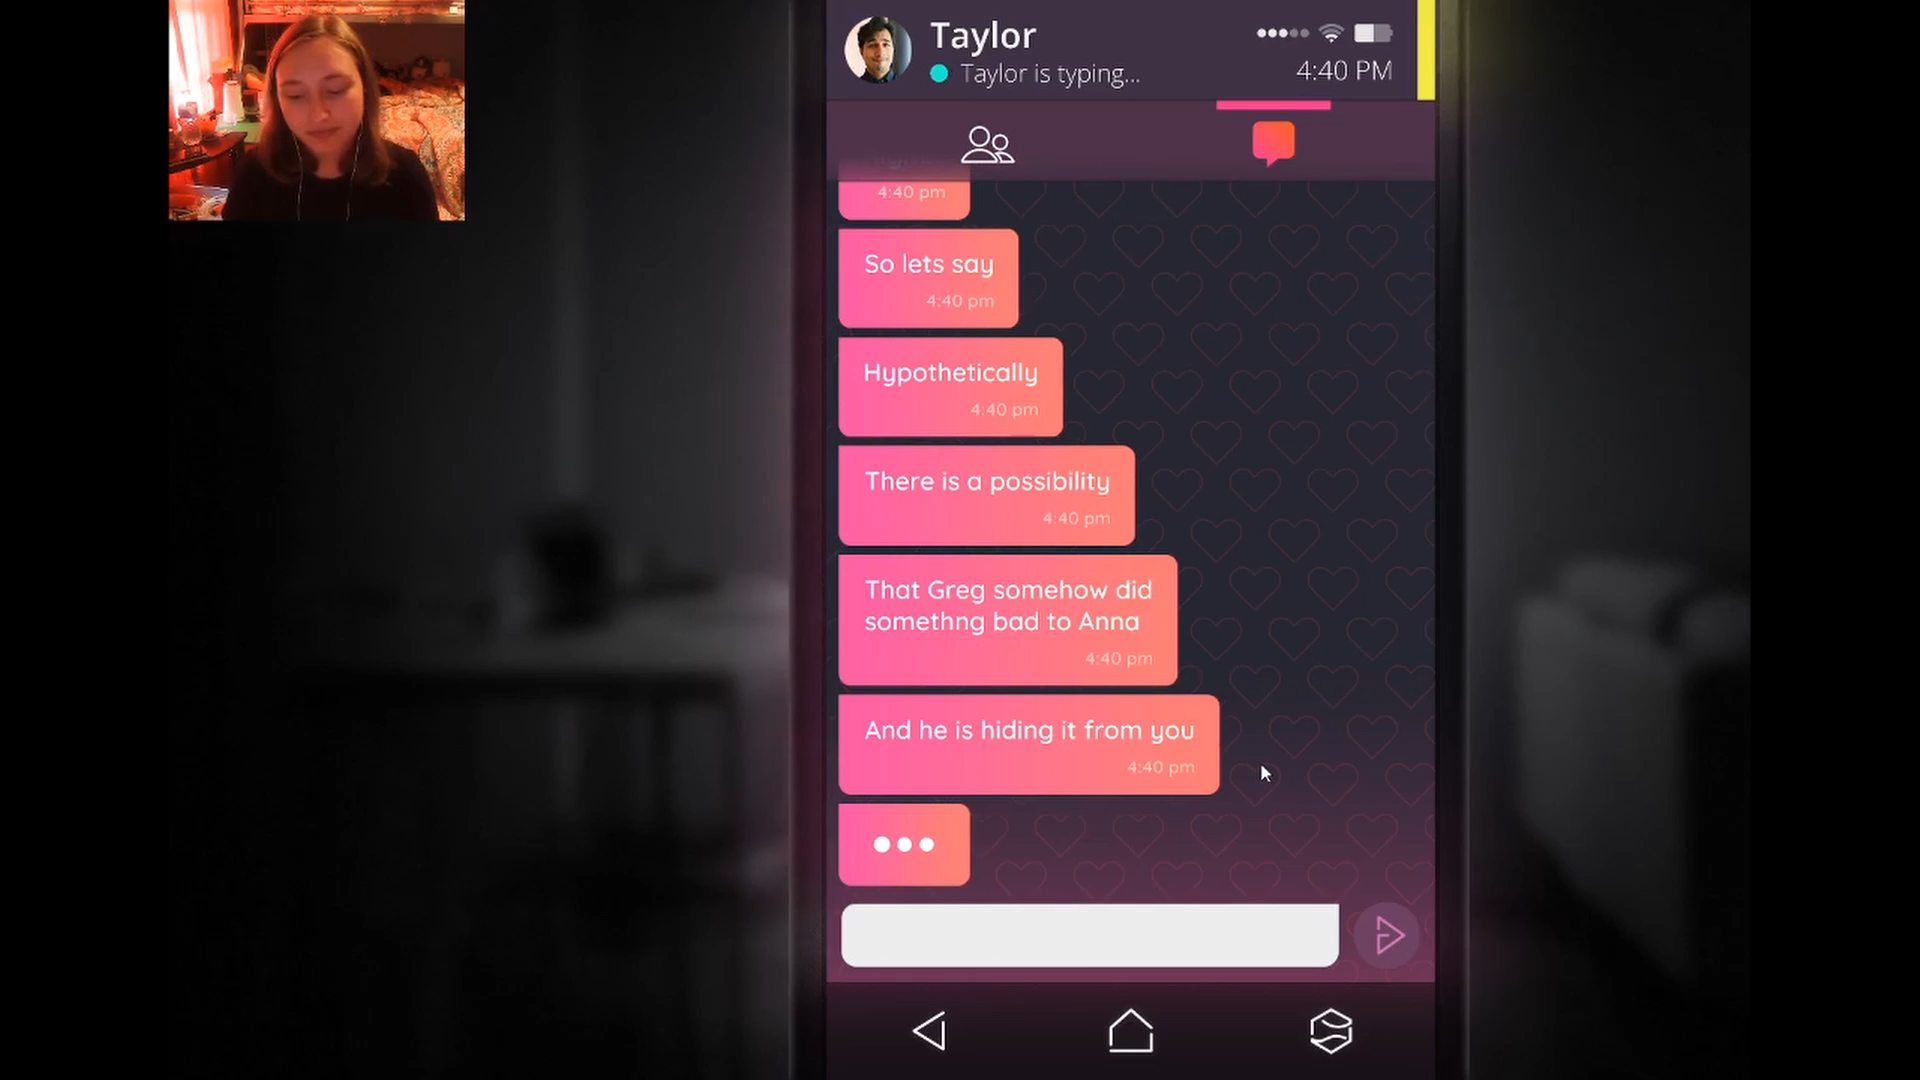 Taylor
Taylor is typing...
4:40 PM
4:40 pm
So lets say
4:40 pm
Hypothetically
4:40 pm
There is a possibility
4:40 pm
That Greg somehow did
somethng bad to Anna
4:40 pm
And he is hiding it from you
4:40 pm